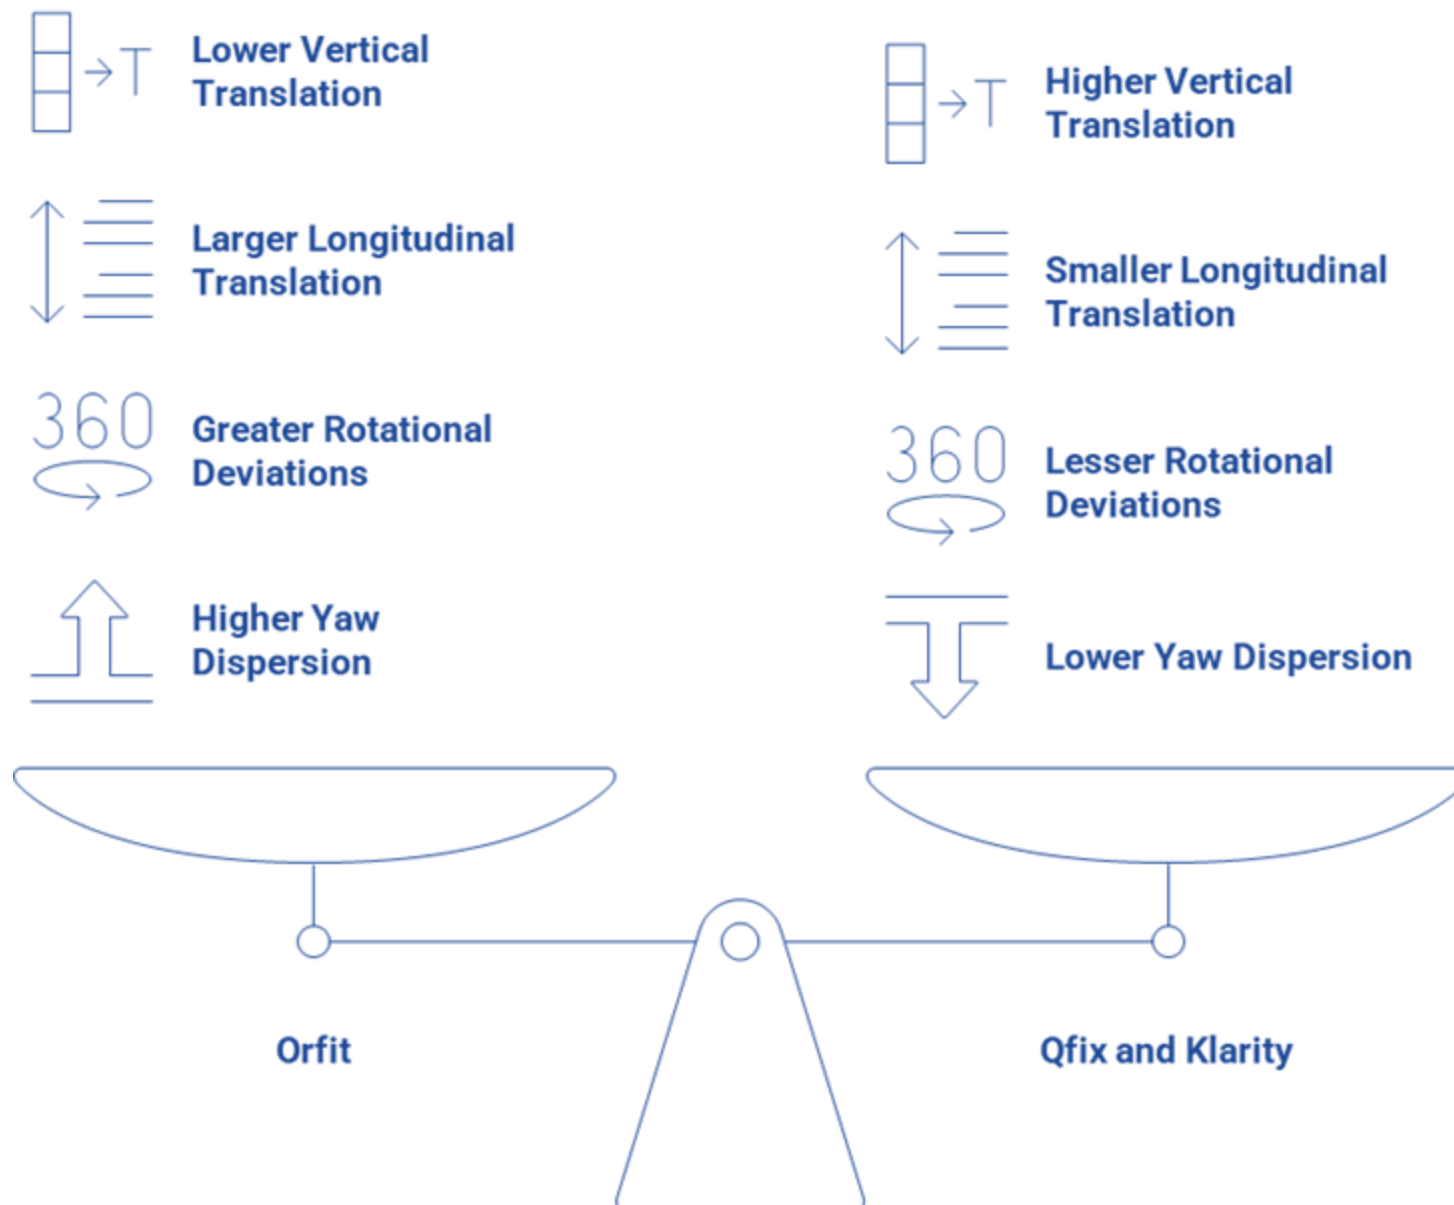 Lower Vertical
Translation
Larger Longitudinal
Translation
360
Greater Rotational
Deviations
Higher Yaw
Dispersion
T
Higher Vertical
Translation
Smaller Longitudinal
Translation
360
Lesser Rotational
Deviations
Lower Yaw Dispersion
T
Orfit
Qfix and Klarity